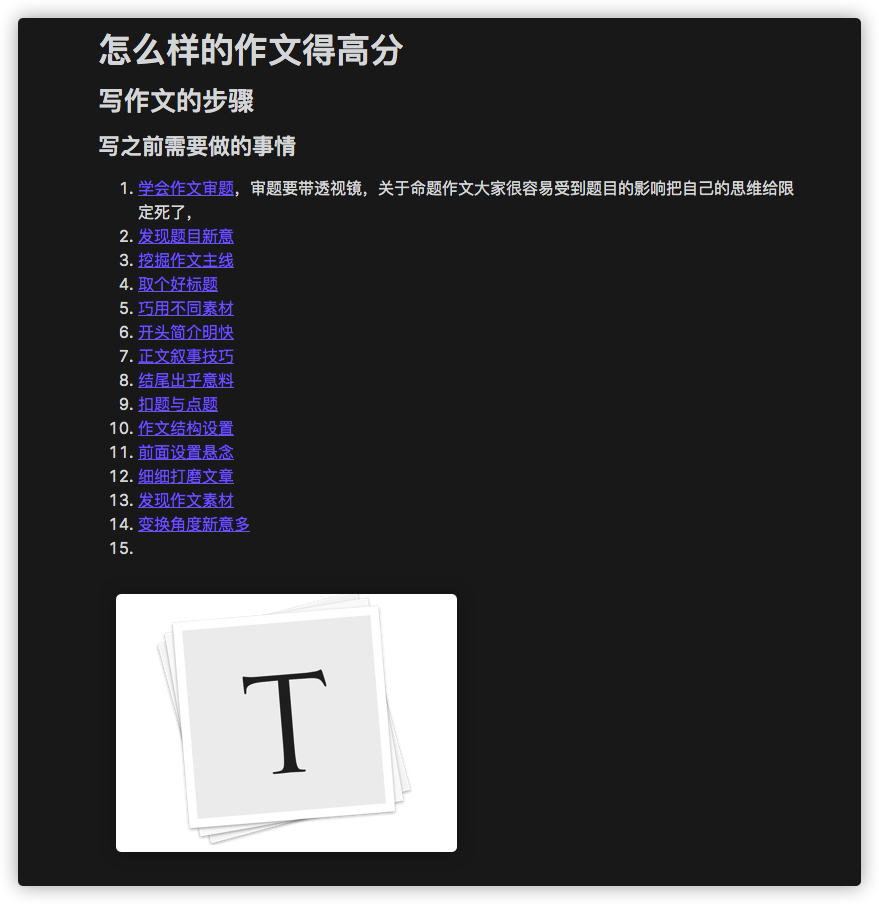 怎么样的作文得高分
写作文的步骤
写之前需要做的事情
1. 学会作文审题，审题要带透视镜，关于命题作文大家很容易受到题目的影响把自己的思维给限
定死了，
2. 发现题目新意
3. 挖掘作文主线
4. 取个好标题
5. 巧用不同素材
6. 开头简介明快
7. 正文叙事技巧
8. 结尾出乎意料
9. 扣题与点题
10. 作文结构设置
11. 前面设置悬念
12. 细细打磨文章
13. 发现作文素材
14. 变换角度新意多
15.
T